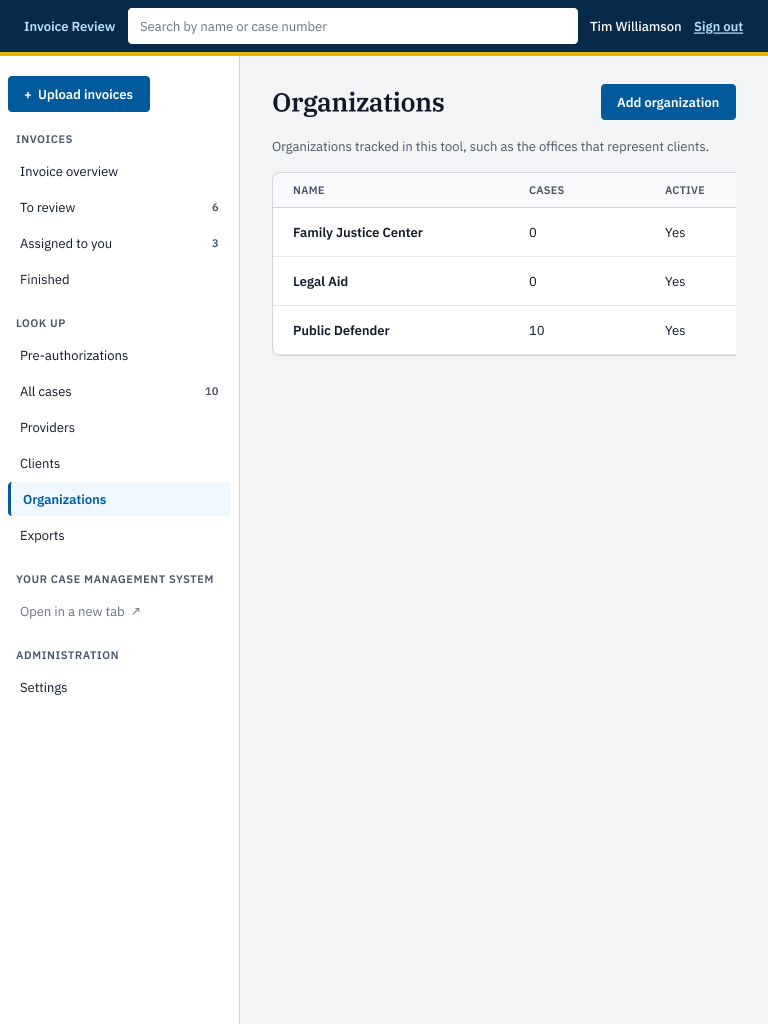 Invoice Review
Search by name or case number
Tim Williamson
Sign out
+ Upload invoices
INVOICES
Invoice overview
To review 6
Assigned to you 3
Finished
LOOK UP
Pre-authorizations
All cases 10
Providers
Clients
Organizations
Exports
YOUR CASE MANAGEMENT SYSTEM
Open in a new tab ↗
ADMINISTRATION
Settings
Organizations
Add organization
Organizations tracked in this tool, such as the offices that represent clients.
NAME CASES ACTIVE
Family Justice Center 0 Yes
Legal Aid 0 Yes
Public Defender 10 Yes